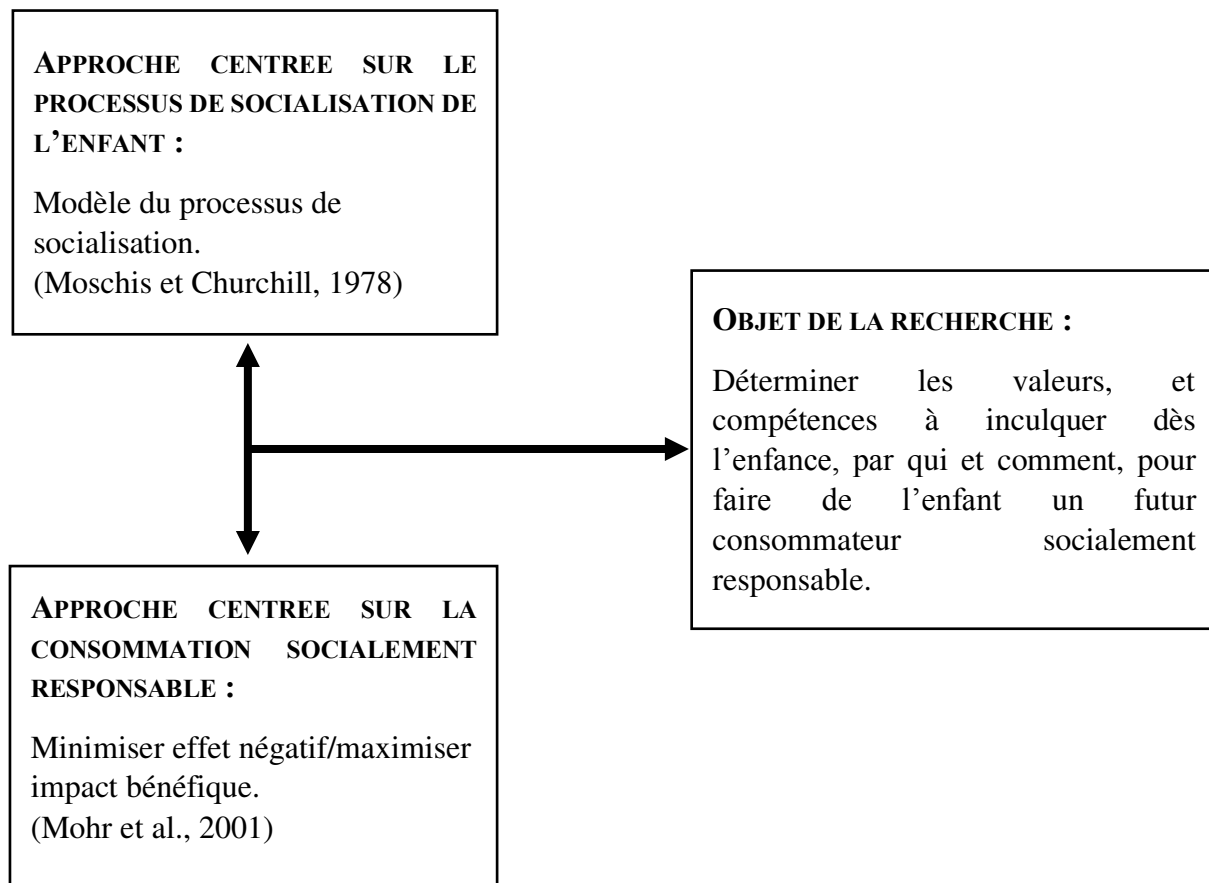 APPROCHE CENTREE SUR LE
PROCESSUS DE SOCIALISATION DE
L’ENFANT :
Modèle du processus de
socialisation.
(Moschis et Churchill, 1978)
OBJET DE LA RECHERCHE :
Déterminer les valeurs, et
compétences à inculquer dès
l’enfance, par qui et comment, pour
faire de l’enfant un futur
consommateur socialement
responsable.
APPROCHE CENTREE SUR LA
CONSOMMATION SOCIALEMENT
RESPONSABLE :
Minimiser effet négatif/maximiser
impact bénéfique.
(Mohr et al., 2001)